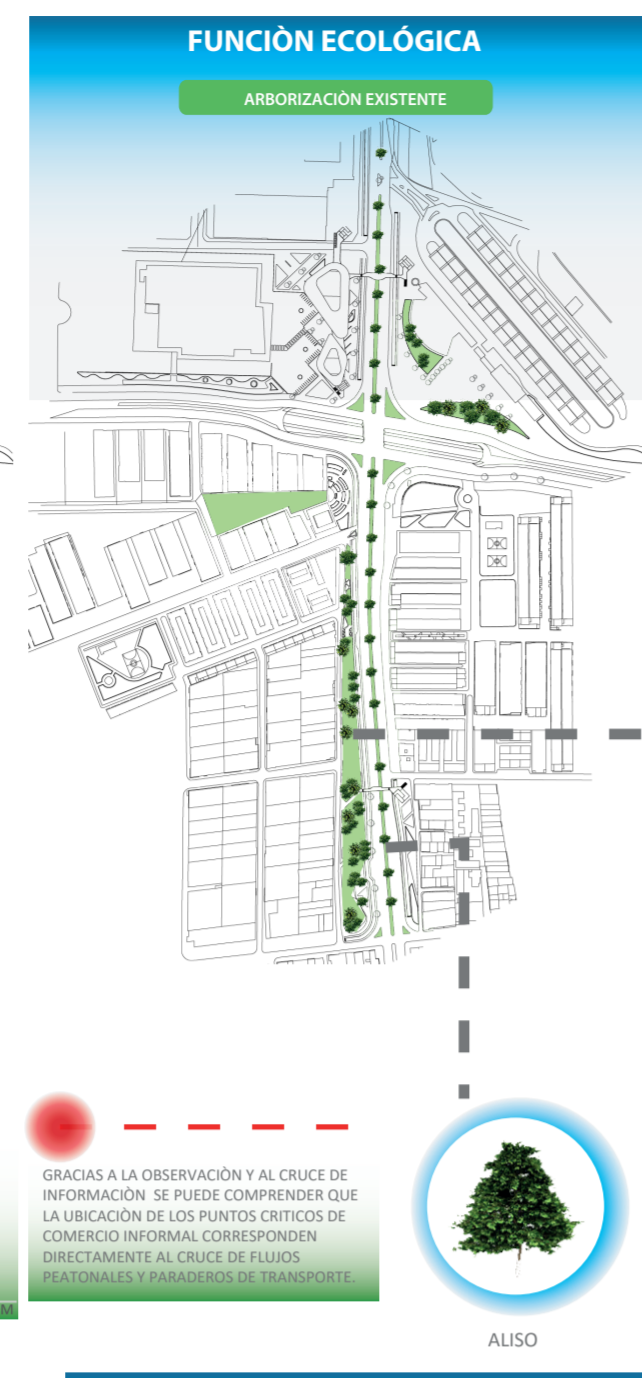 FUNCIÒN ECOLÓGICA
ARBORIZACIÒN EXISTENTE
GRACIAS A LA OBSERVACIÒN Y AL CRUCE DE
INFORMACIÒN SE PUEDE COMPRENDER QUE
LA UBICACIÒN DE LOS PUNTOS CRITICOS DE
COMERCIO INFORMAL CORRESPONDEN
DIRECTAMENTE AL CRUCE DE FLUJOS
PEATONALES Y PARADEROS DE TRANSPORTE.
M
ALISO